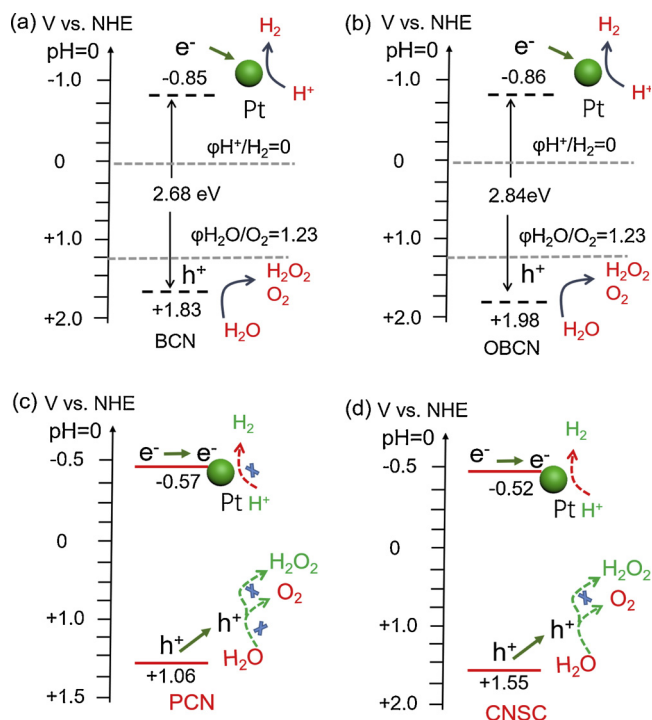 (a) V vs. NHE
pH=0
-1.0
0
+1.0
+2.0
e⁻
-0.85
Pt
H₂
H⁺
φH⁺/H₂=0
2.68 eV
φH₂O/O₂=1.23
h⁺
+1.83
BCN
H₂O₂
O₂
H₂O
(b) V vs. NHE
pH=0
-1.0
0
+1.0
+2.0
e⁻
-0.86
Pt
H₂
H⁺
φH⁺/H₂=0
2.84eV
φH₂O/O₂=1.23
h⁺
+1.98
OBCN
H₂O₂
O₂
H₂O
(c) V vs. NHE
pH=0
-0.5
0
+1.0
+1.5
H₂
e⁻ e⁻
-0.57
Pt H⁺
H₂O₂
O₂
h⁺
h⁺
H₂O
+1.06
PCN
(d) V vs. NHE
pH=0
-0.5
0
+1.0
+2.0
H₂
e⁻ e⁻
-0.52
Pt H⁺
H₂O₂
O₂
h⁺
h⁺
H₂O
+1.55
CNSC